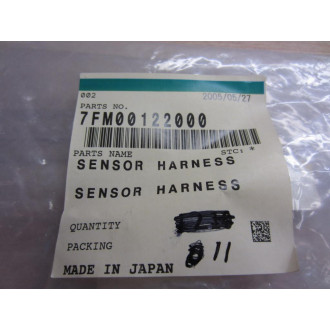 002 2005/05/27
PARTS NO.
7FM00122000
PARTS NAME STC: *
SENSOR HARNESS
SENSOR HARNESS
QUANTITY
PACKING 11
MADE IN JAPAN